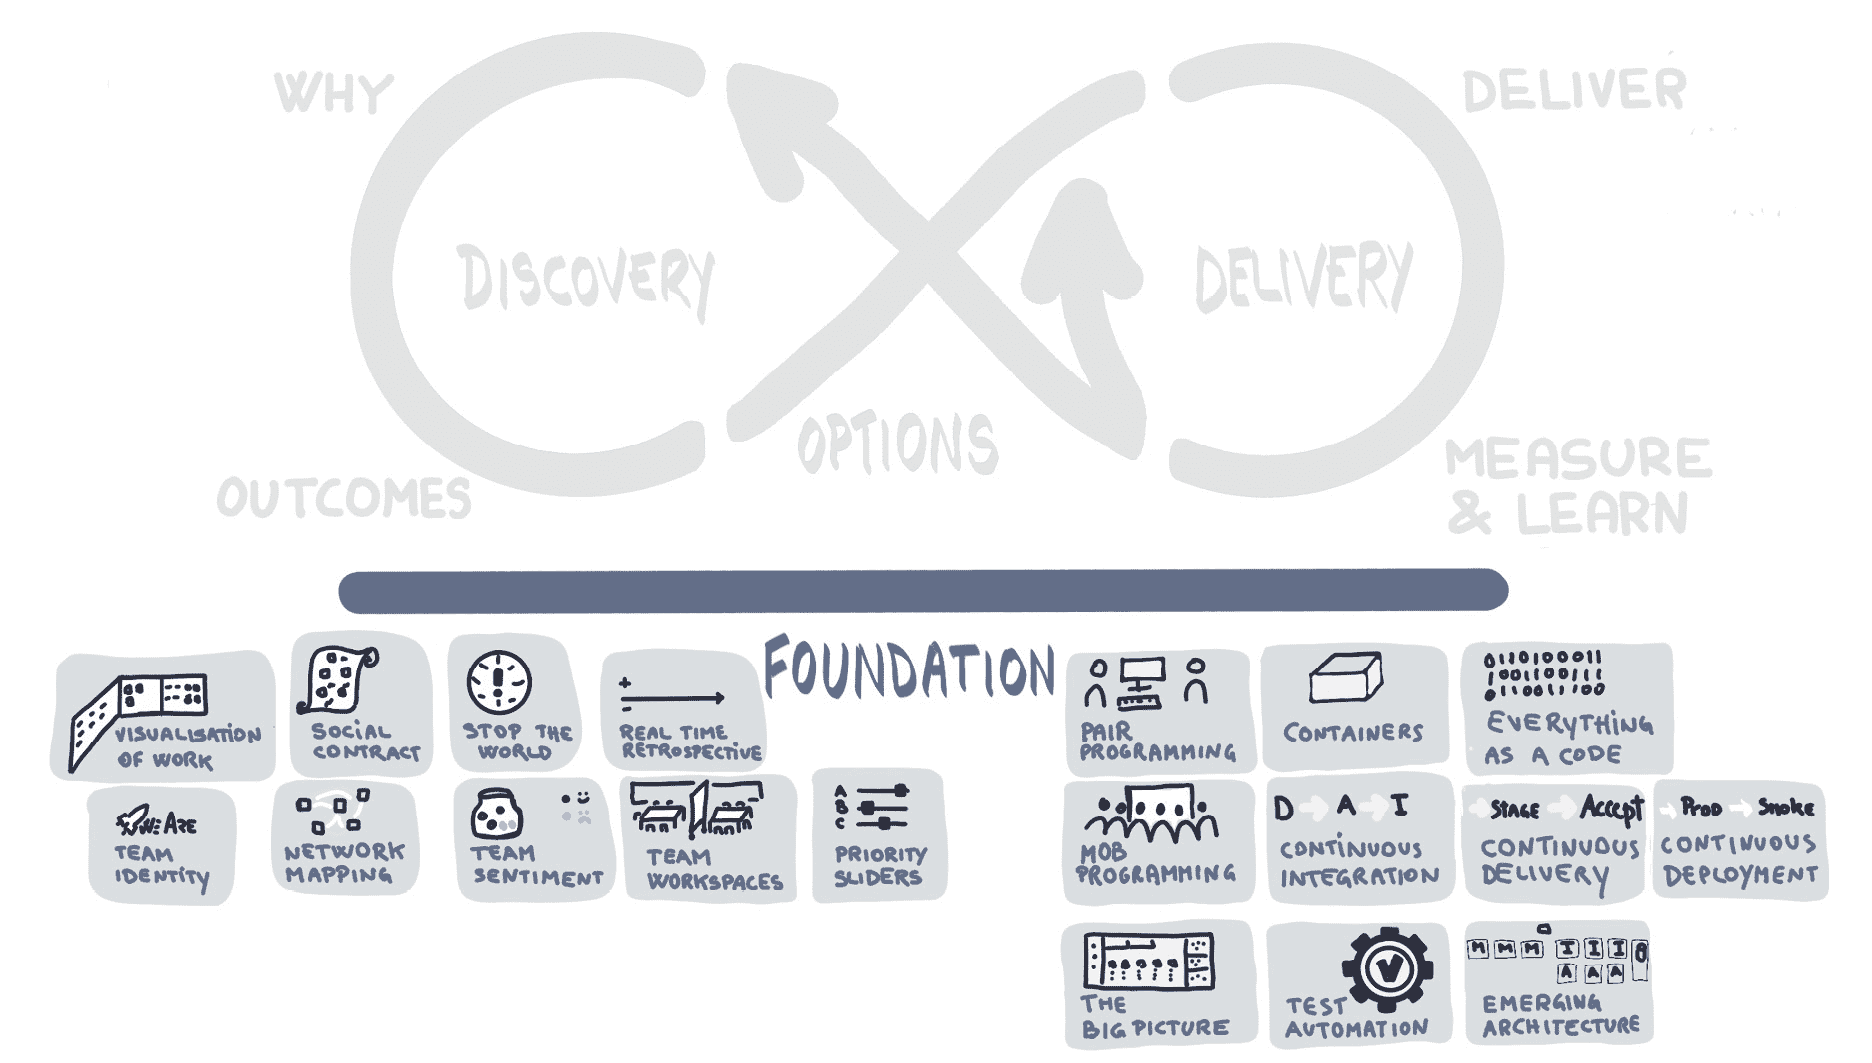 WHY
DELIVER
DISCOVERY
DELIVERY
OPTIONS
OUTCOMES
MEASURE
& LEARN
FOUNDATION
VISUALISATION
OF WORK
SOCIAL
CONTRACT
STOP THE
WORLD
REAL TIME
RETROSPECTIVE
WE ARE
TEAM
IDENTITY
NETWORK
MAPPING
TEAM
SENTIMENT
TEAM
WORKSPACES
A
B
C
PRIORITY
SLIDERS
PAIR
PROGRAMMING
CONTAINERS
0110100011
100110011
EVERYTHING
AS A CODE
MOB
PROGRAMMING
D A I
CONTINUOUS
INTEGRATION
STAGE Accept
CONTINUOUS
DELIVERY
PROD Smoke
CONTINUOUS
DEPLOYMENT
THE
BIG PICTURE
TEST
AUTOMATION
M M M I I I
A A A
EMERGING
ARCHITECTURE